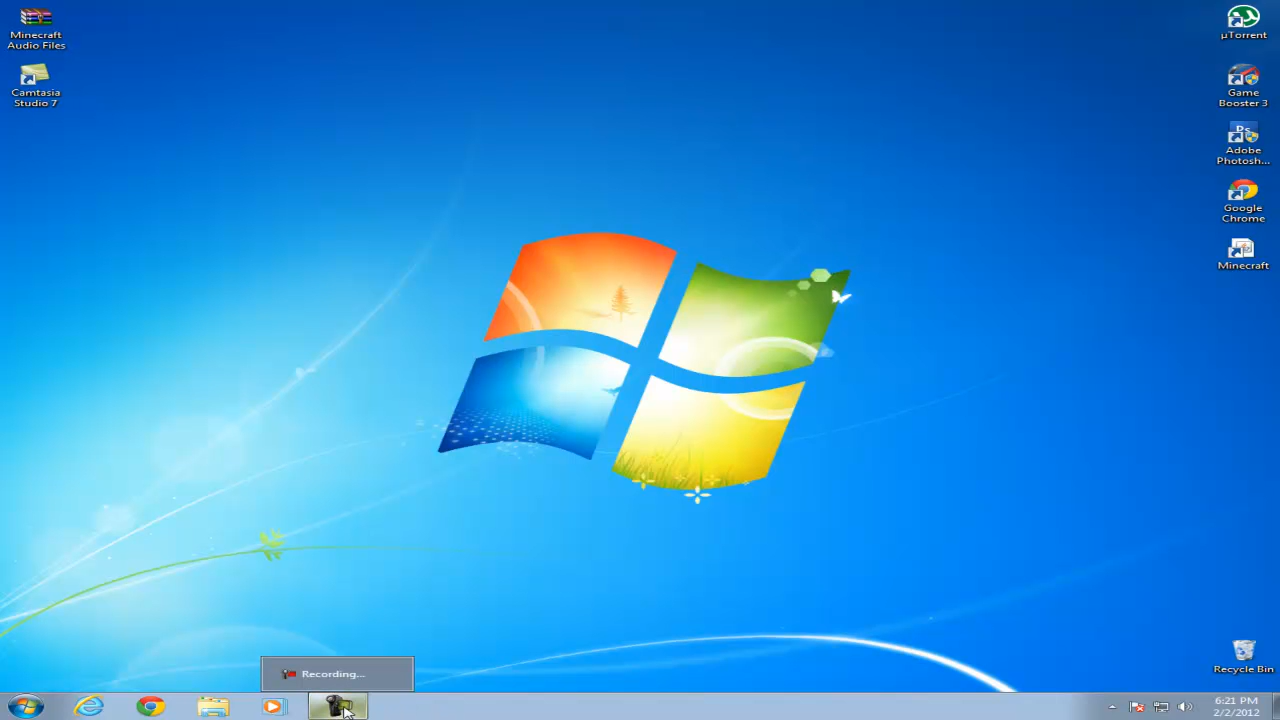 Minecraft
Audio Files
Camtasia
Studio 7
µTorrent
Game
Booster 3
Adobe
Photosh...
Google
Chrome
Minecraft
Recycle Bin
Recording...
6:21 PM
2/2/2012